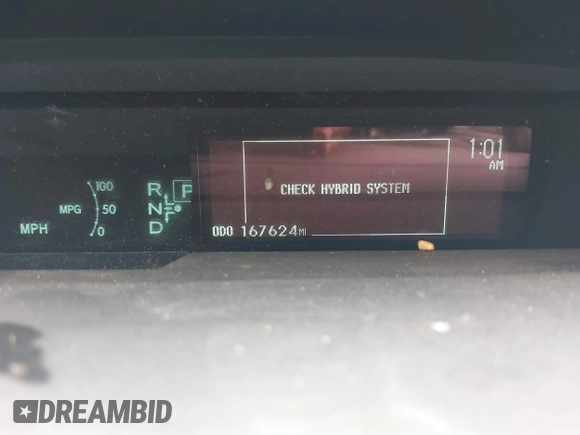 1:01
AM
CHECK HYBRID SYSTEM
ODO 167624MI
100
MPG 50
0
MPH
R
P
N
D
DREAMBID